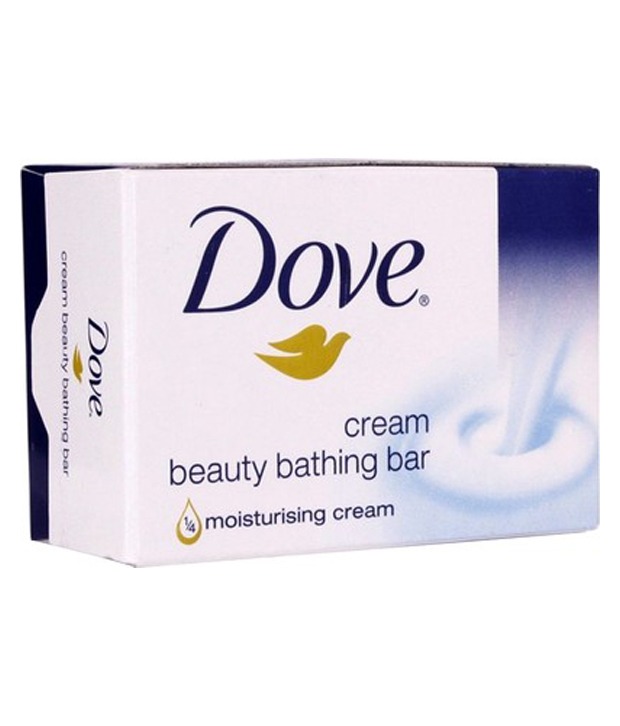 Dove®
cream
beauty bathing bar
¼ moisturising cream
Dove®
cream beauty bathing bar